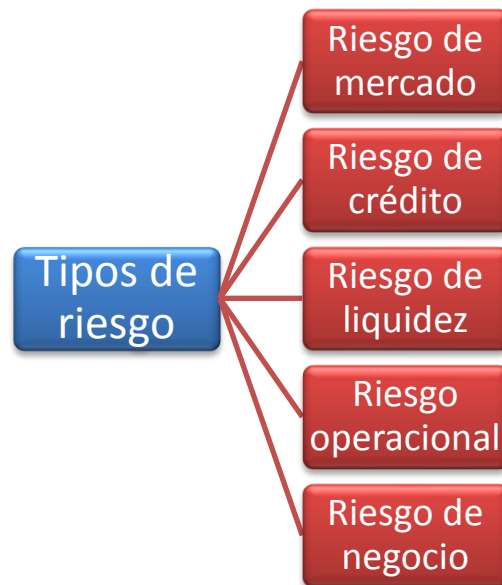 Tipos de
riesgo
Riesgo de
mercado
Riesgo de
crédito
Riesgo de
liquidez
Riesgo
operacional
Riesgo de
negocio